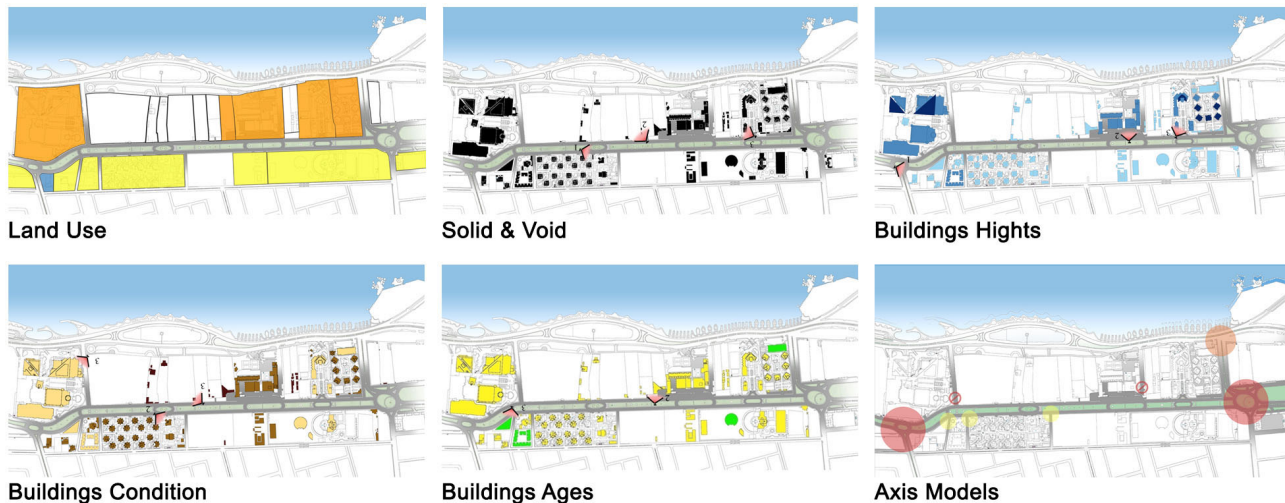 Land Use
Solid & Void
Buildings Hights
Buildings Condition
Buildings Ages
Axis Models